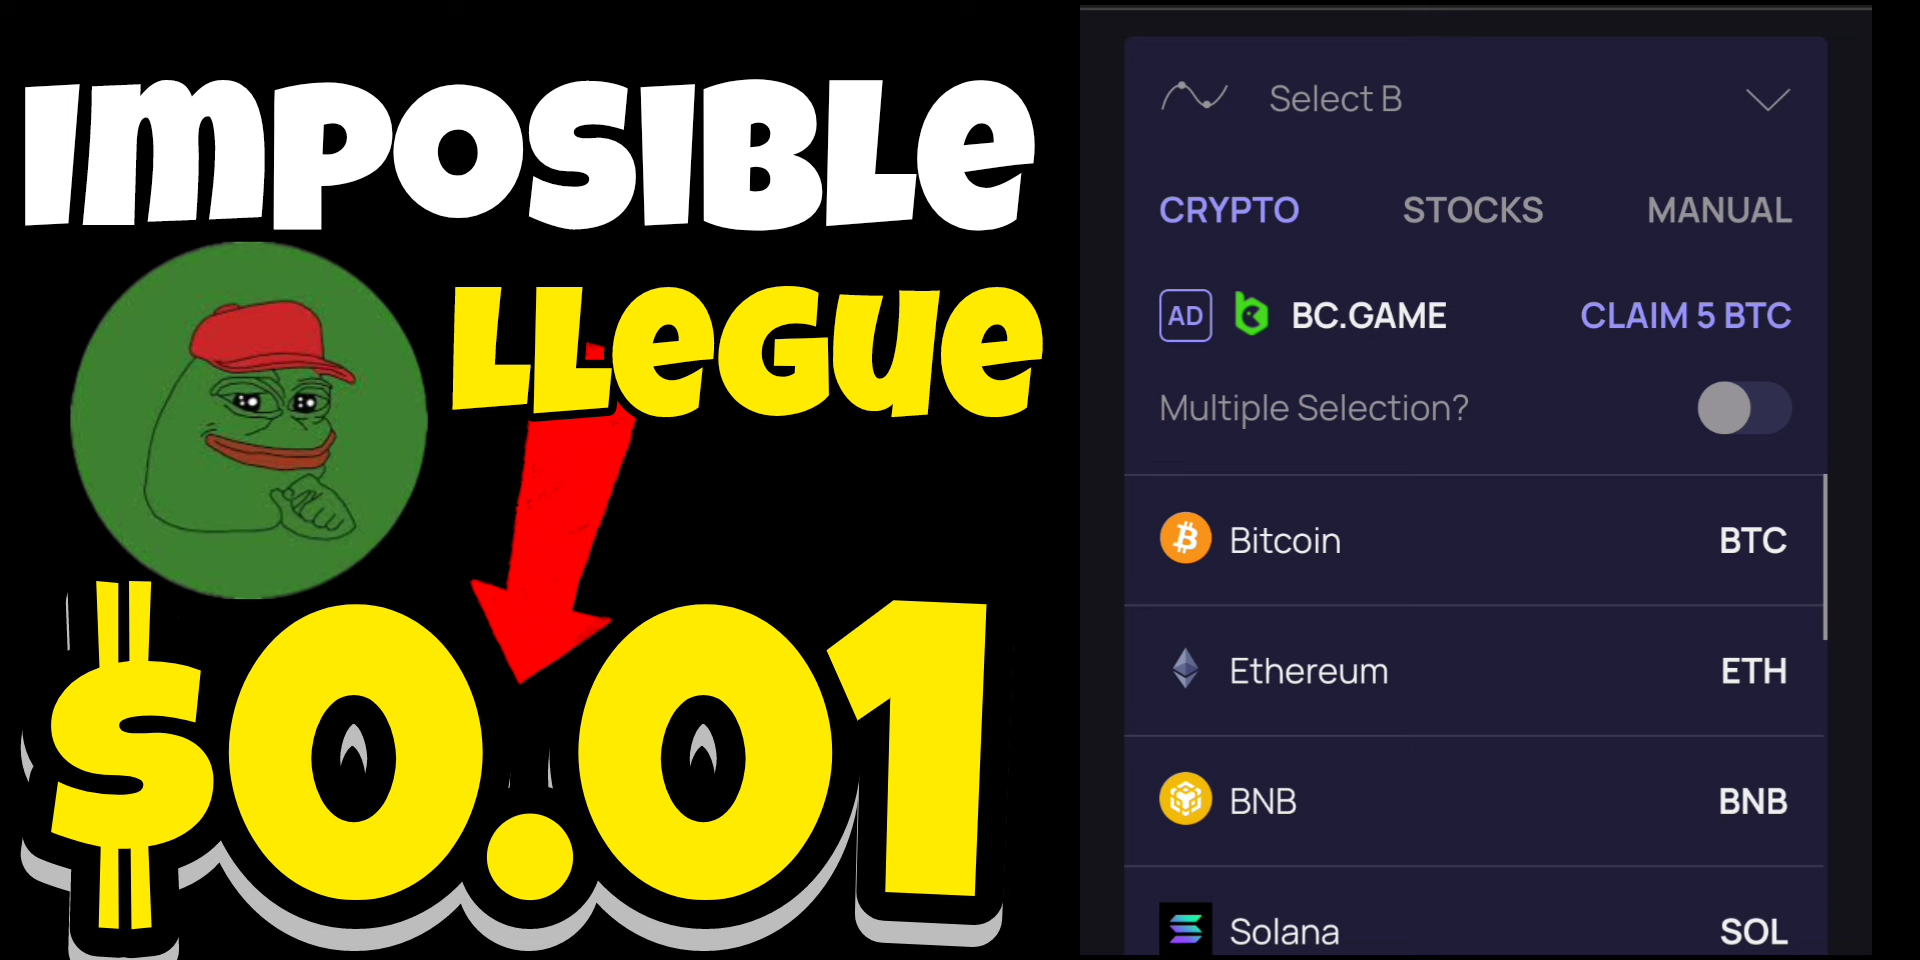 IMPOSIBLE
LLEGUE
$0.01
Select B
CRYPTO STOCKS MANUAL
AD BC.GAME CLAIM 5 BTC
Multiple Selection?
Bitcoin BTC
Ethereum ETH
BNB BNB
Solana SOL